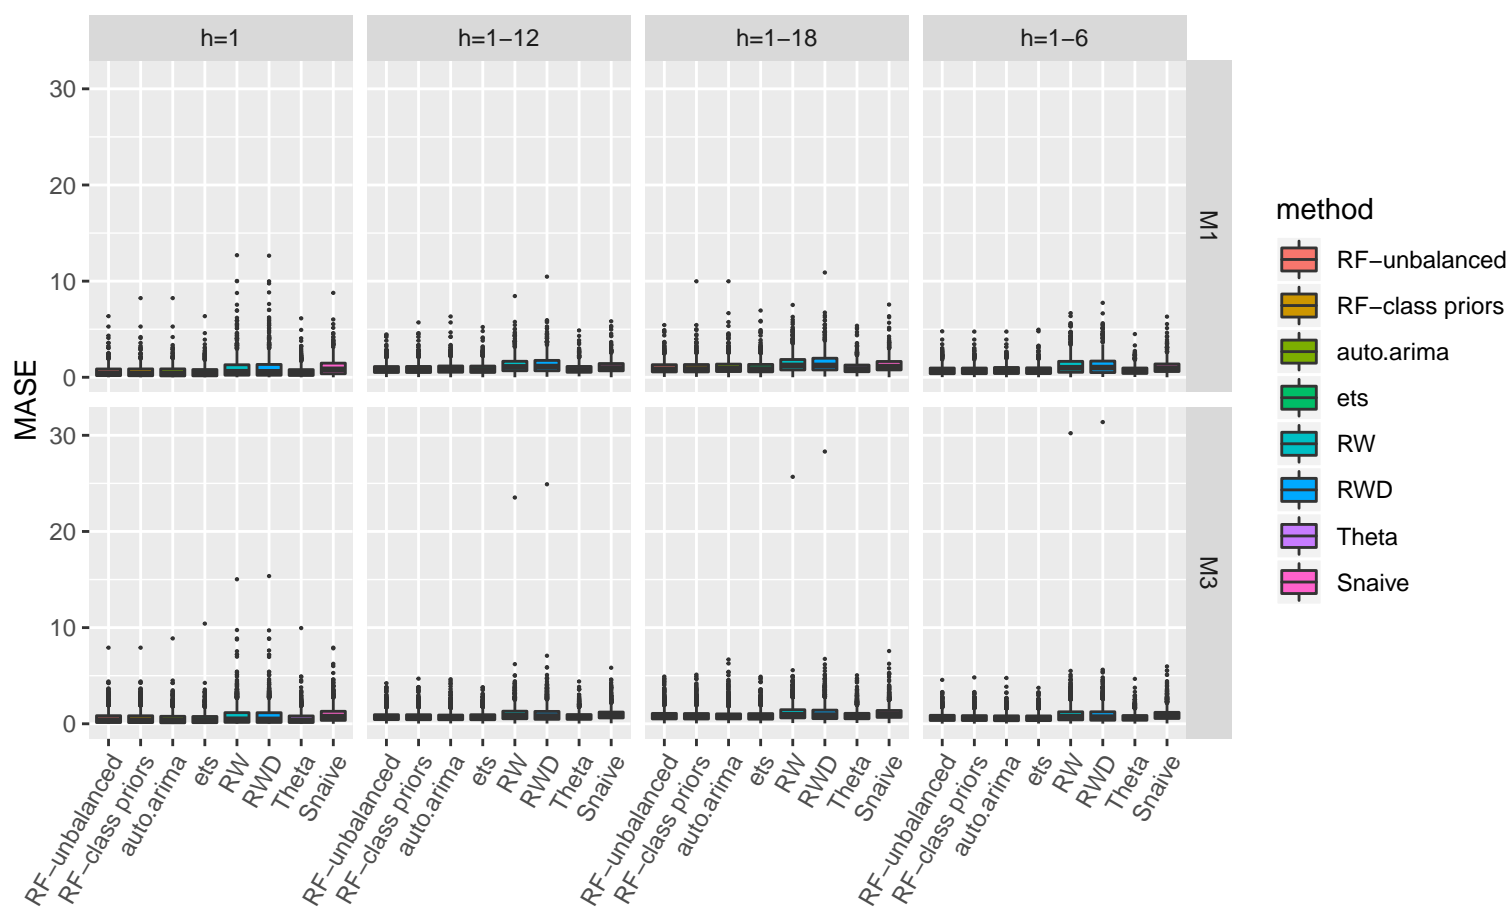 h=1
h=1−12
h=1−18
h=1−6
30
20
10
0
M1
MASE
30
20
10
0
M3
RF−unbalanced
RF−class priors
auto.arima
ets
RW
RWD
Theta
Snaive
RF−unbalanced
RF−class priors
auto.arima
ets
RW
RWD
Theta
Snaive
RF−unbalanced
RF−class priors
auto.arima
ets
RW
RWD
Theta
Snaive
RF−unbalanced
RF−class priors
auto.arima
ets
RW
RWD
Theta
Snaive
method
RF−unbalanced
RF−class priors
auto.arima
ets
RW
RWD
Theta
Snaive